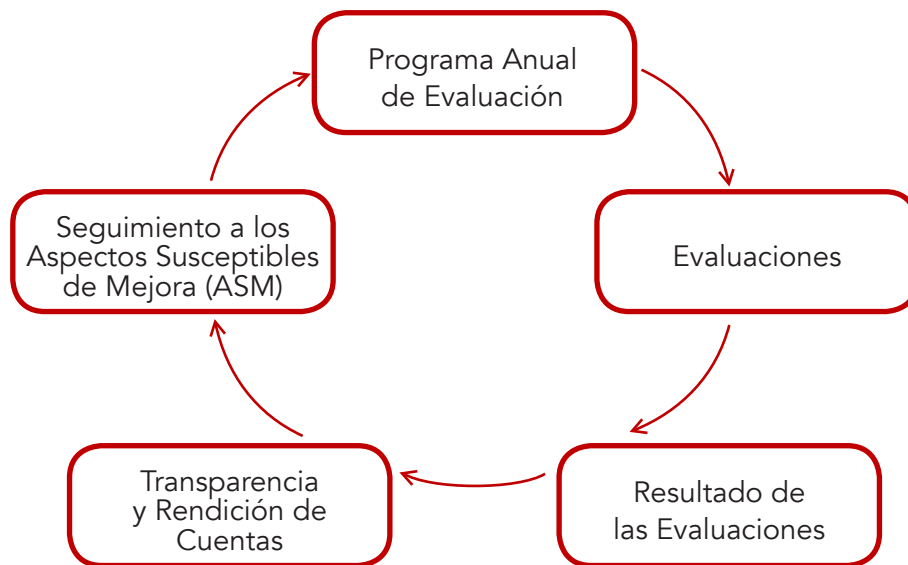 Programa Anual
de Evaluación
Evaluaciones
Resultado de
las Evaluaciones
Transparencia
y Rendición de
Cuentas
Seguimiento a los
Aspectos Susceptibles
de Mejora (ASM)